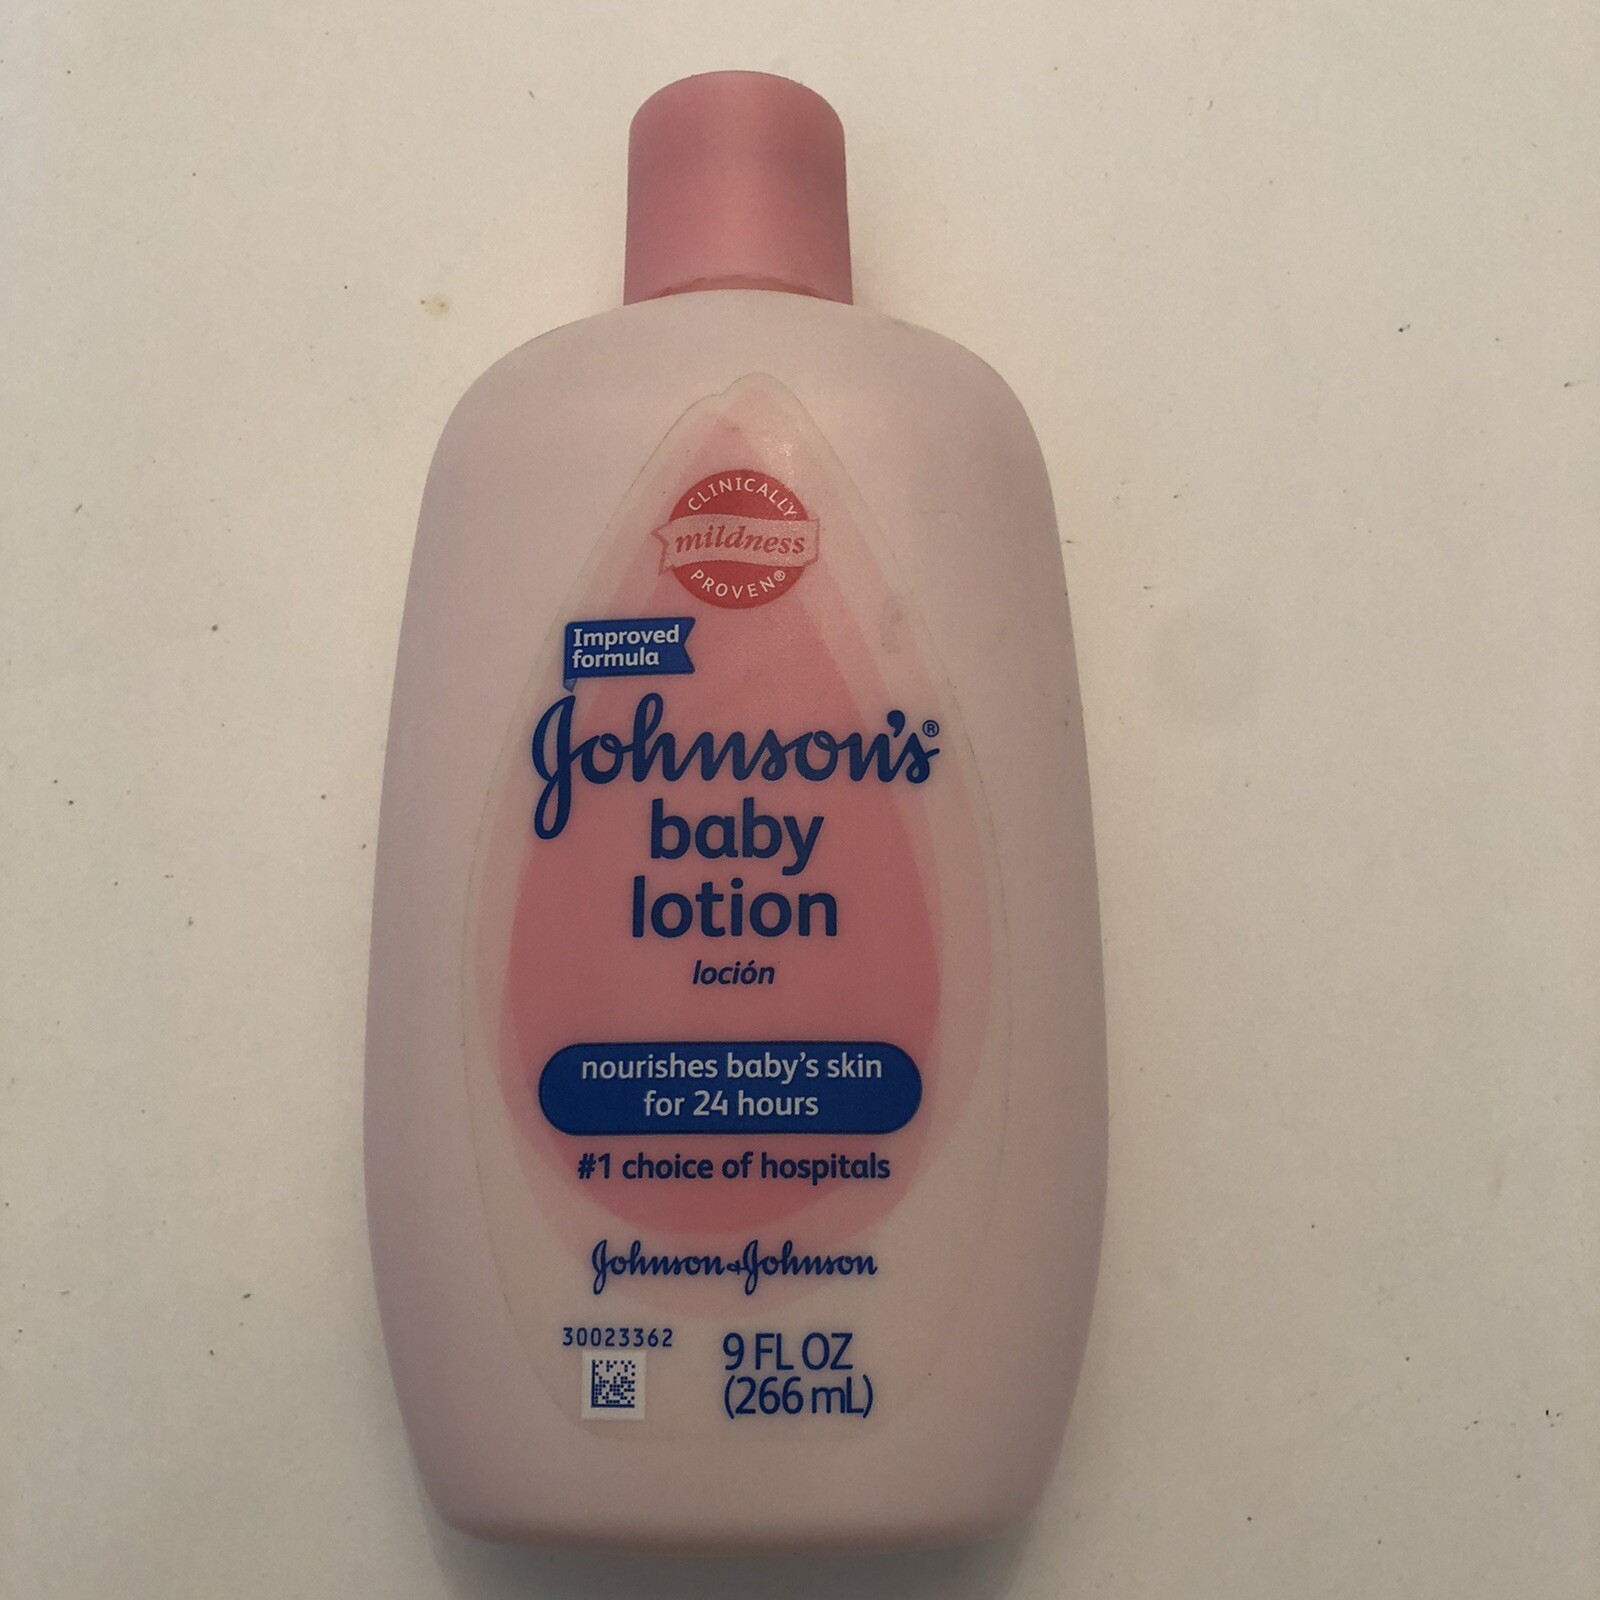 CLINICALLY
mildness
PROVEN®
Improved
formula
Johnson's®
baby
lotion
loción
nourishes baby's skin
for 24 hours
#1 choice of hospitals
Johnson+Johnson
30023362
9 FL OZ
(266 mL)